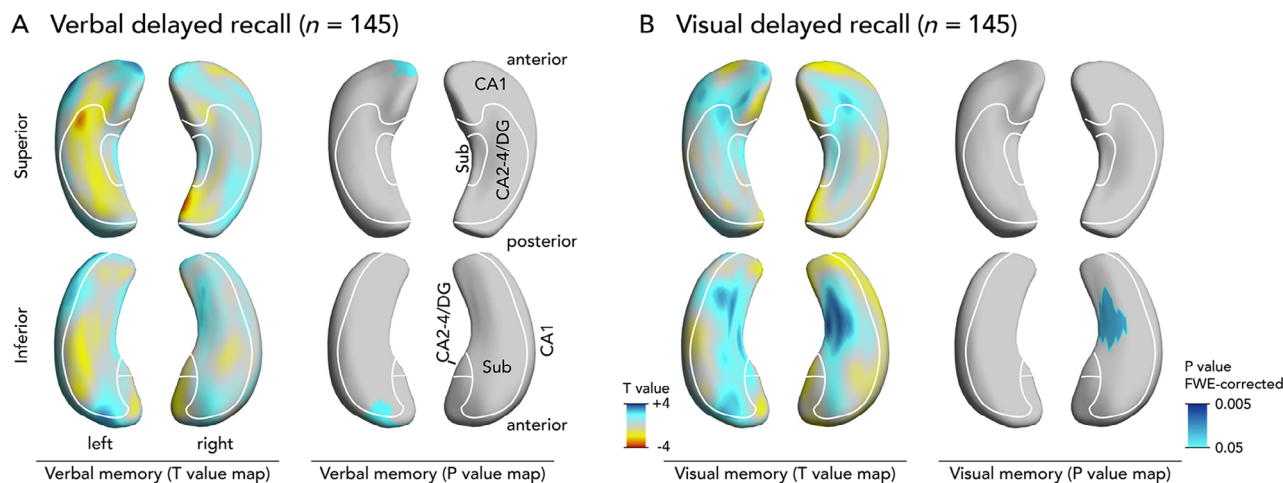 A Verbal delayed recall (n = 145)
B Visual delayed recall (n = 145)
Superior
anterior
CA1
Sub
CA2-4/DG
posterior
Inferior
CA2-4/DG
Sub
CA1
anterior
left
right
T value
+4
-4
P value
FWE-corrected
0.005
0.05
Verbal memory (T value map)
Verbal memory (P value map)
Visual memory (T value map)
Visual memory (P value map)